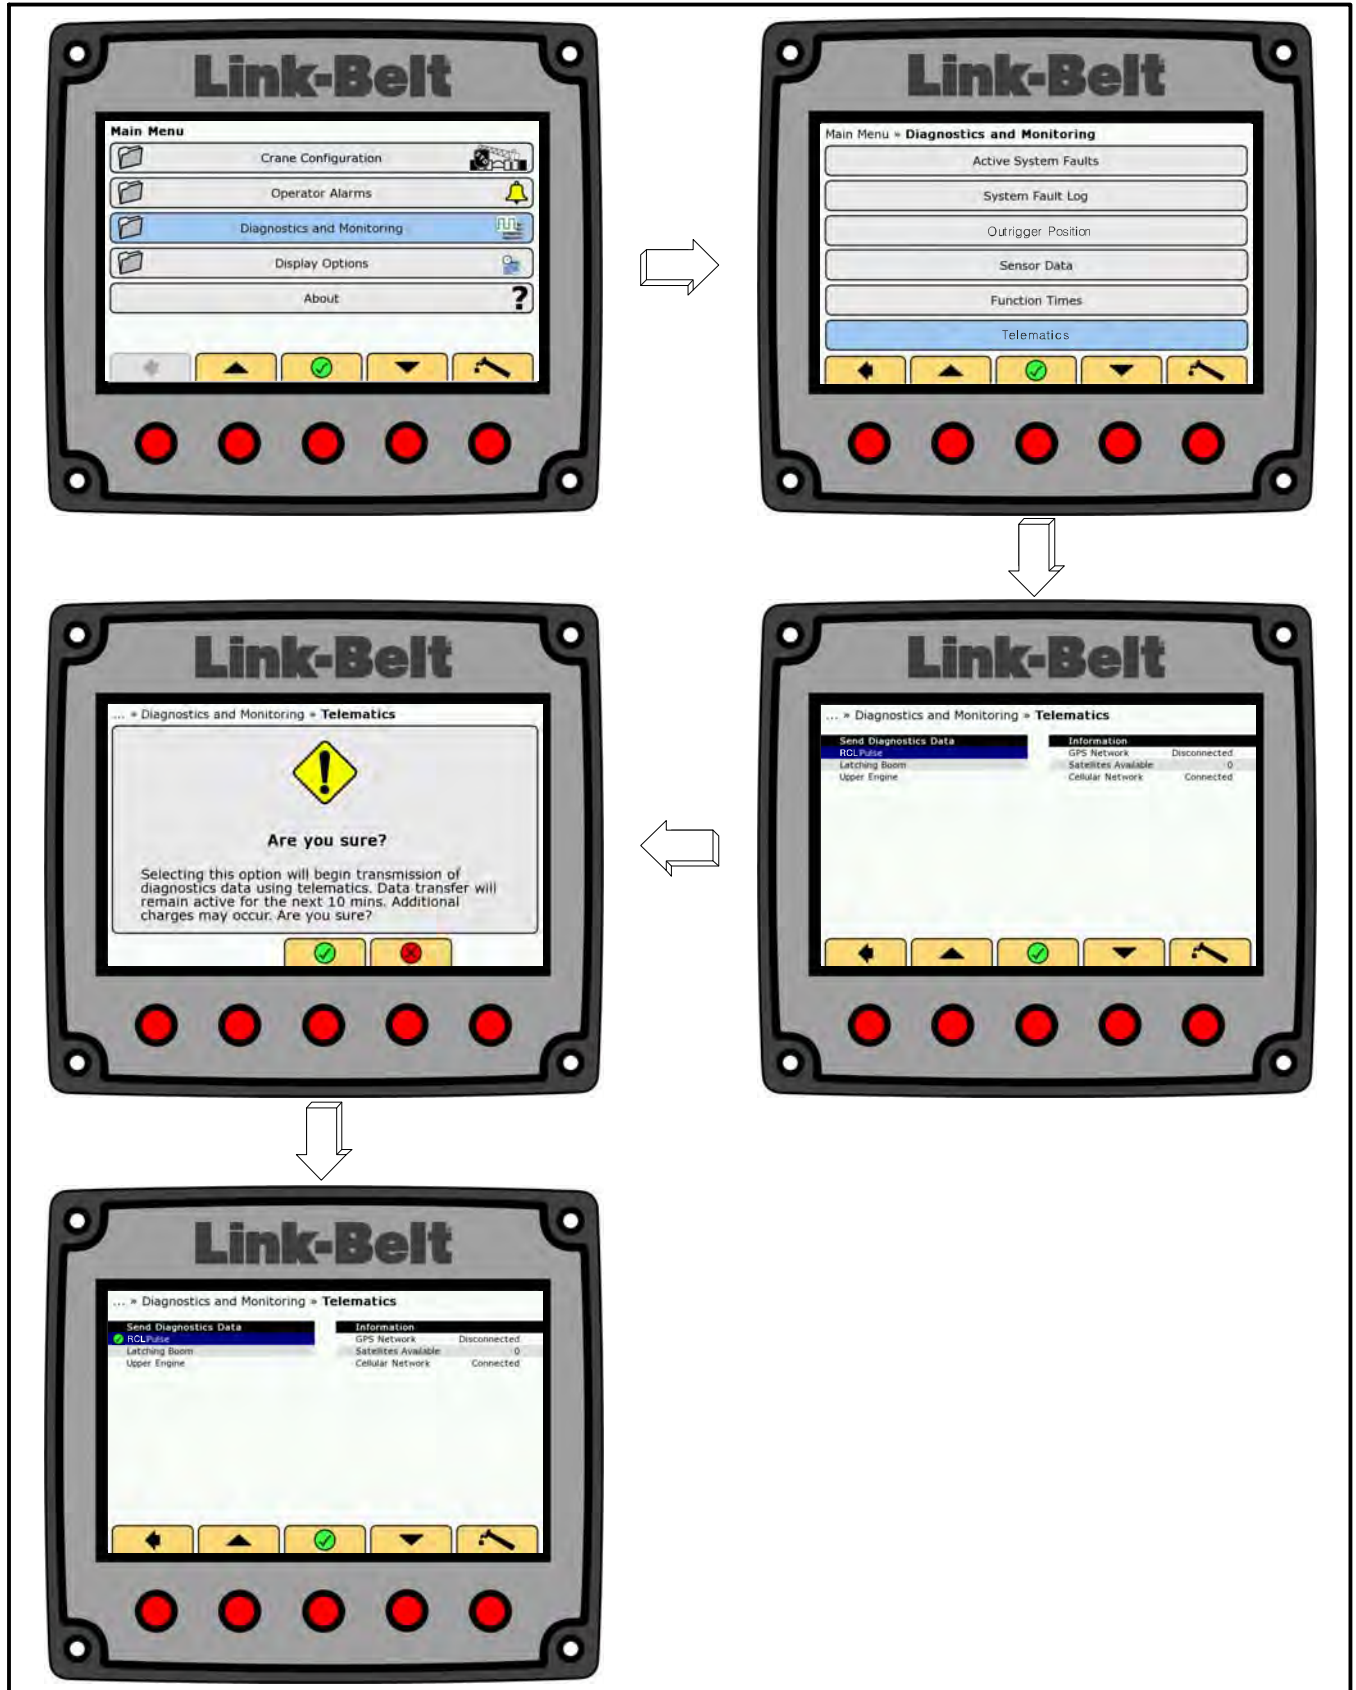 Link-Belt
Main Menu
Crane Configuration
Operator Alarms
Diagnostics and Monitoring
Display Options
About
?
Link-Belt
Main Menu » Diagnostics and Monitoring
Active System Faults
System Fault Log
Outrigger Position
Sensor Data
Function Times
Telematics
Link-Belt
... » Diagnostics and Monitoring » Telematics
Send Diagnostics Data
RCL Pulse
Latching Boom
Upper Engine
Information
GPS Network Disconnected
Satellites Available 0
Cellular Network Connected
Link-Belt
... » Diagnostics and Monitoring » Telematics
!
Are you sure?
Selecting this option will begin transmission of
diagnostics data using telematics. Data transfer will
remain active for the next 10 mins. Additional
charges may occur. Are you sure?
Link-Belt
... » Diagnostics and Monitoring » Telematics
Send Diagnostics Data
RCL Pulse
Latching Boom
Upper Engine
Information
GPS Network Disconnected
Satellites Available 0
Cellular Network Connected